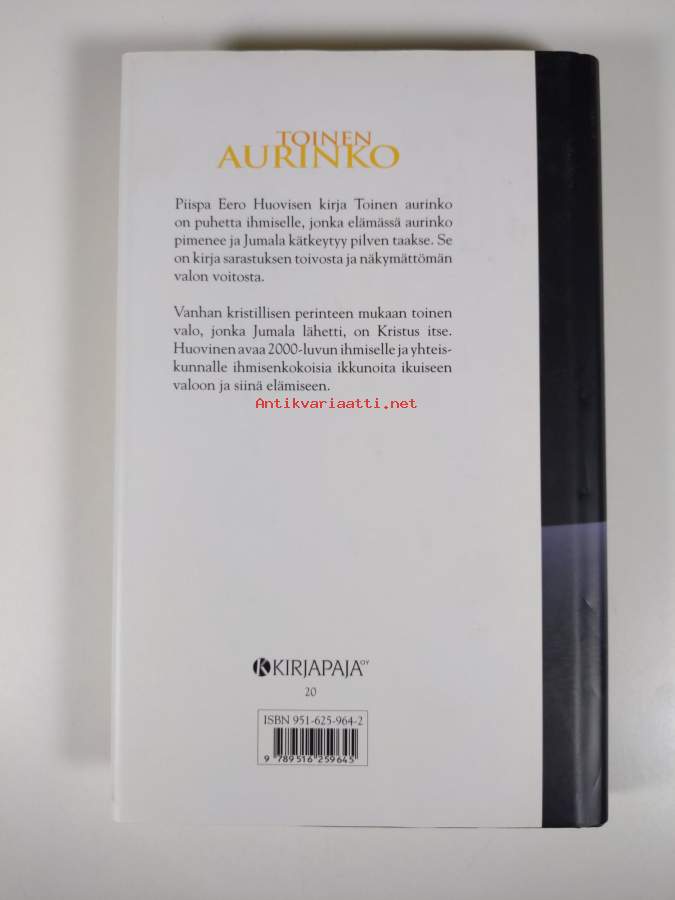 TOINEN
AURINKO
Piispa Eero Huovisen kirja Toinen aurinko
on puhetta ihmiselle, jonka elämässä aurinko
pimenee ja Jumala kätkeytyy pilven taakse. Se
on kirja sarastuksen toivosta ja näkymättömän
valon voitosta.
Vanhan kristillisen perinteen mukaan toinen
valo, jonka Jumala lähetti, on Kristus itse.
Huovinen avaa 2000-luvun ihmiselle ja yhteis-
kunnalle ihmisenkokoisia ikkunoita ikuiseen
valoon ja siinä elämiseen.
Antikvariaatti.net
KIRJAPAJA OY
20
ISBN 951-625-964-2
9 789516 259645